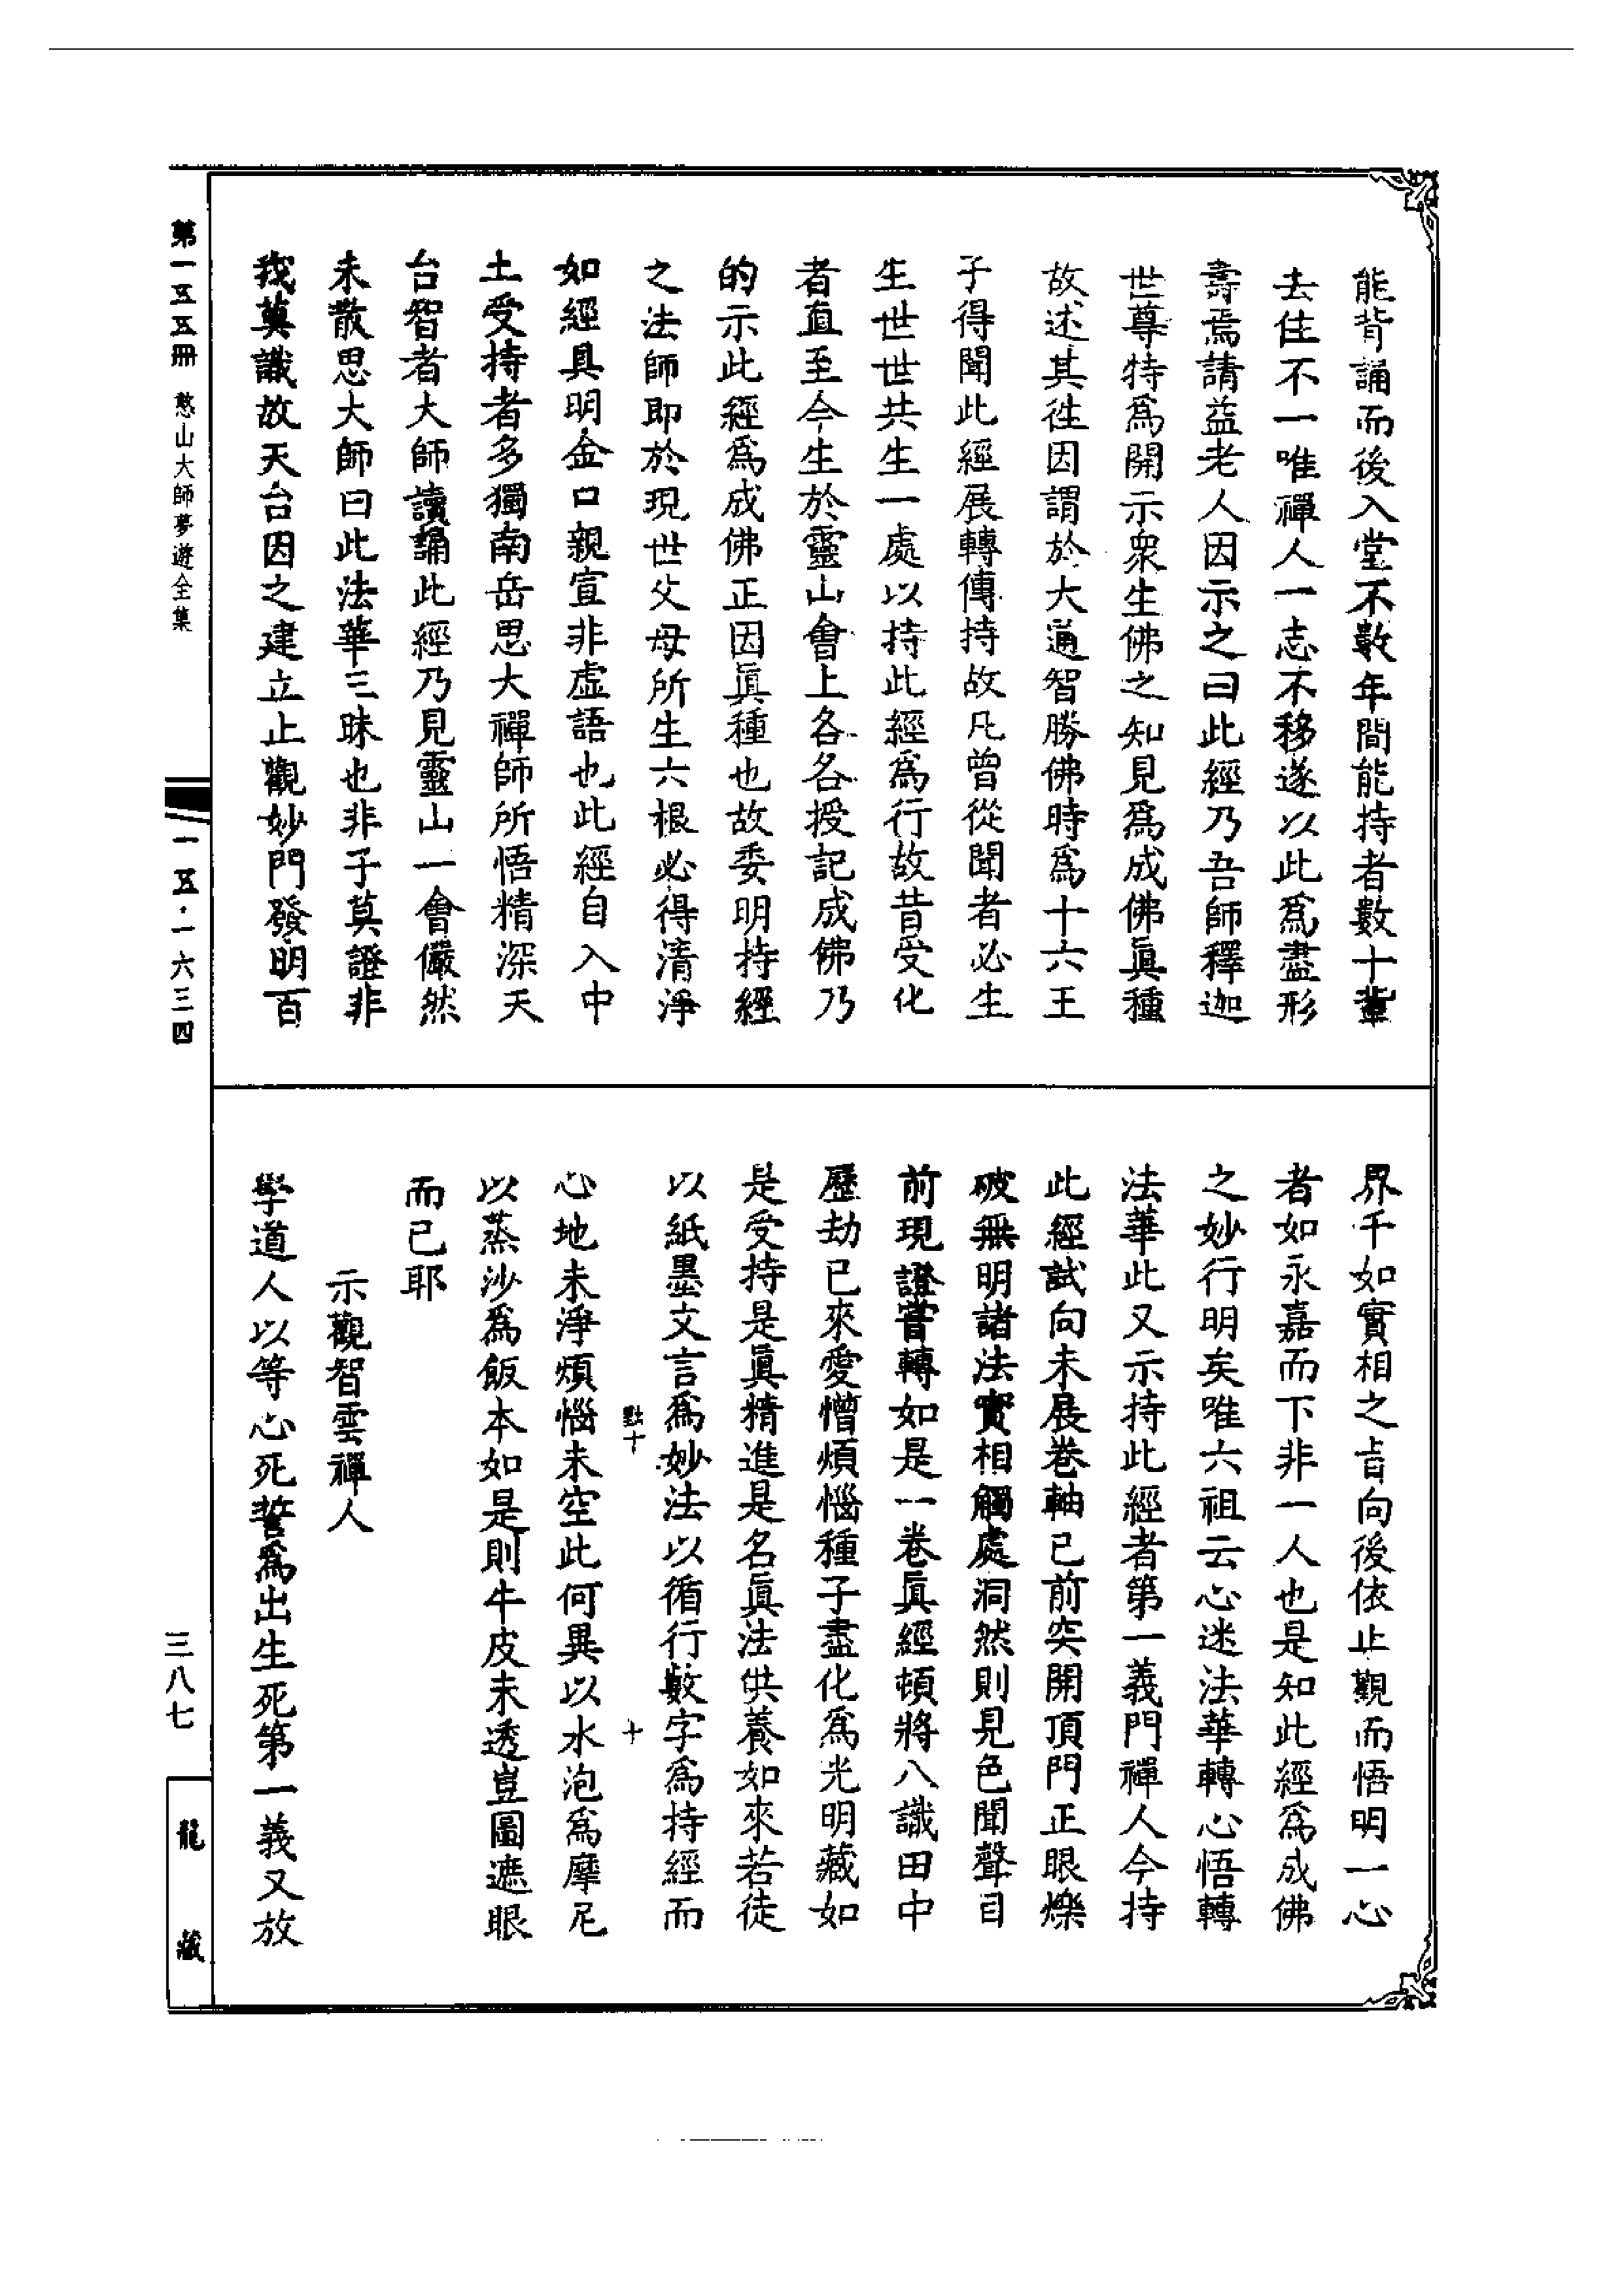 能背誦而後入堂不數年間能持者數十輩
去住不一唯禪人一志不移遂以此爲盡形
壽焉請益老人因示之曰此經乃吾師釋迦
世尊特爲開示衆生佛之知見爲成佛眞種
故述其徃因謂於大通智勝佛時爲十六王
子得聞此經展轉傳持故凡曾從聞者必生
生世世共生一處以持此經爲行故昔受化
者直至今生於靈山會上各各授記成佛乃
的示此經爲成佛正因眞種也故委明持經
之法師即於現世父母所生六根必得清淨
如經具明金口親宣非虛語也此經自入中
土受持者多獨南岳思大禪師所悟精深天
台智者大師讀誦此經乃見靈山一會儼然
未散思大師曰此法華三昧也非子莫證非
我莫識故天台因之建立止觀妙門發明百
界千如實相之旨向後依止觀而悟明一心
者如永嘉而下非一人也是知此經爲成佛
之妙行明矣唯六祖云心迷法華轉心悟轉
法華此又示持此經者第一義門禪人今持
此經試向未展卷軸已前突開頂門正眼爍
破無明諸法實相觸處洞然則見色聞聲目
前現證當轉如是一卷眞經頓將八識田中
歷劫已來愛憎煩惱種子盡化爲光明藏如
是受持是眞精進是名眞法供養如來若徒
以紙墨文言爲妙法以循行數字爲持經而
十
心地未淨煩惱未空此何異以水泡爲摩尼
以蒸沙爲飯本如是則牛皮未透豈圖遮眼
而已耶
示觀智雲禪人
學道人以等心死誓爲出生死第一義又放
第一五五冊 憨山大師夢遊全集
一五·一六三四
三八七
龍藏